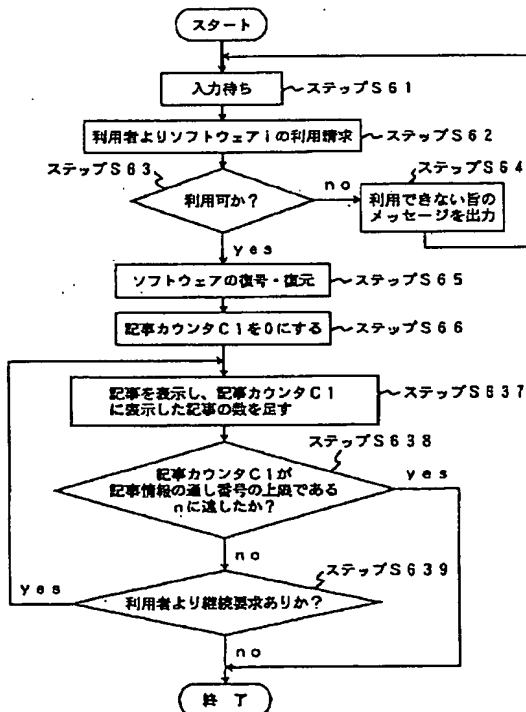 スタート
入力待ち
ステップS61
利用者よりソフトウェアiの利用請求
ステップS62
ステップS63
利用可か?
no
yes
ステップS64
利用できない旨の
メッセージを出力
ソフトウェアの復号・復元
ステップS65
記事カウンタC1を0にする
ステップS66
記事を表示し、記事カウンタC1
に表示した記事の数を足す
ステップS637
ステップS638
記事カウンタC1が
記事情報の通し番号の上限である
nに達したか?
yes
no
ステップS639
利用者より継続要求ありか?
yes
no
終了